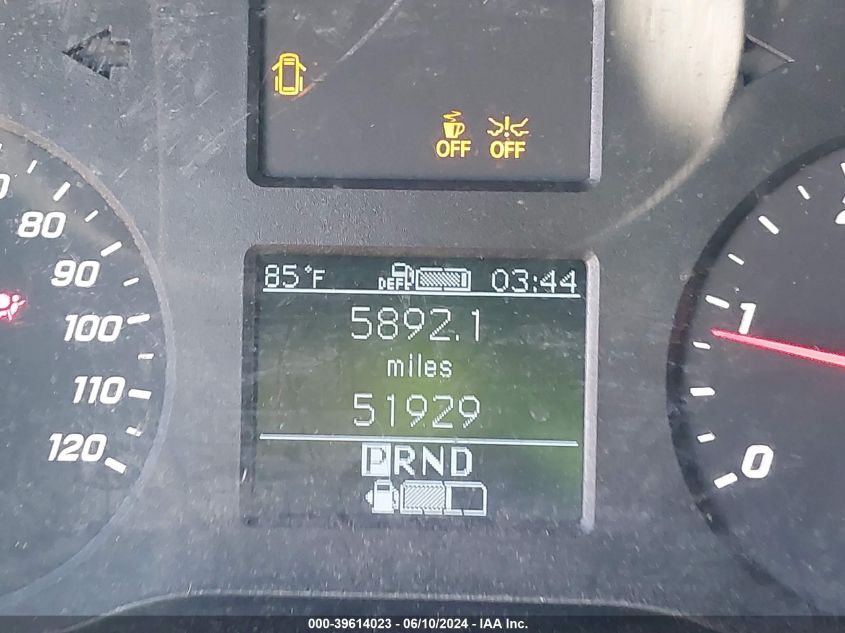 OFF OFF
80
90
100
110
120
85°F DEF 03:44
5892.1
miles
51929
PRND
1
0
000-39614023 - 06/10/2024 - IAA Inc.